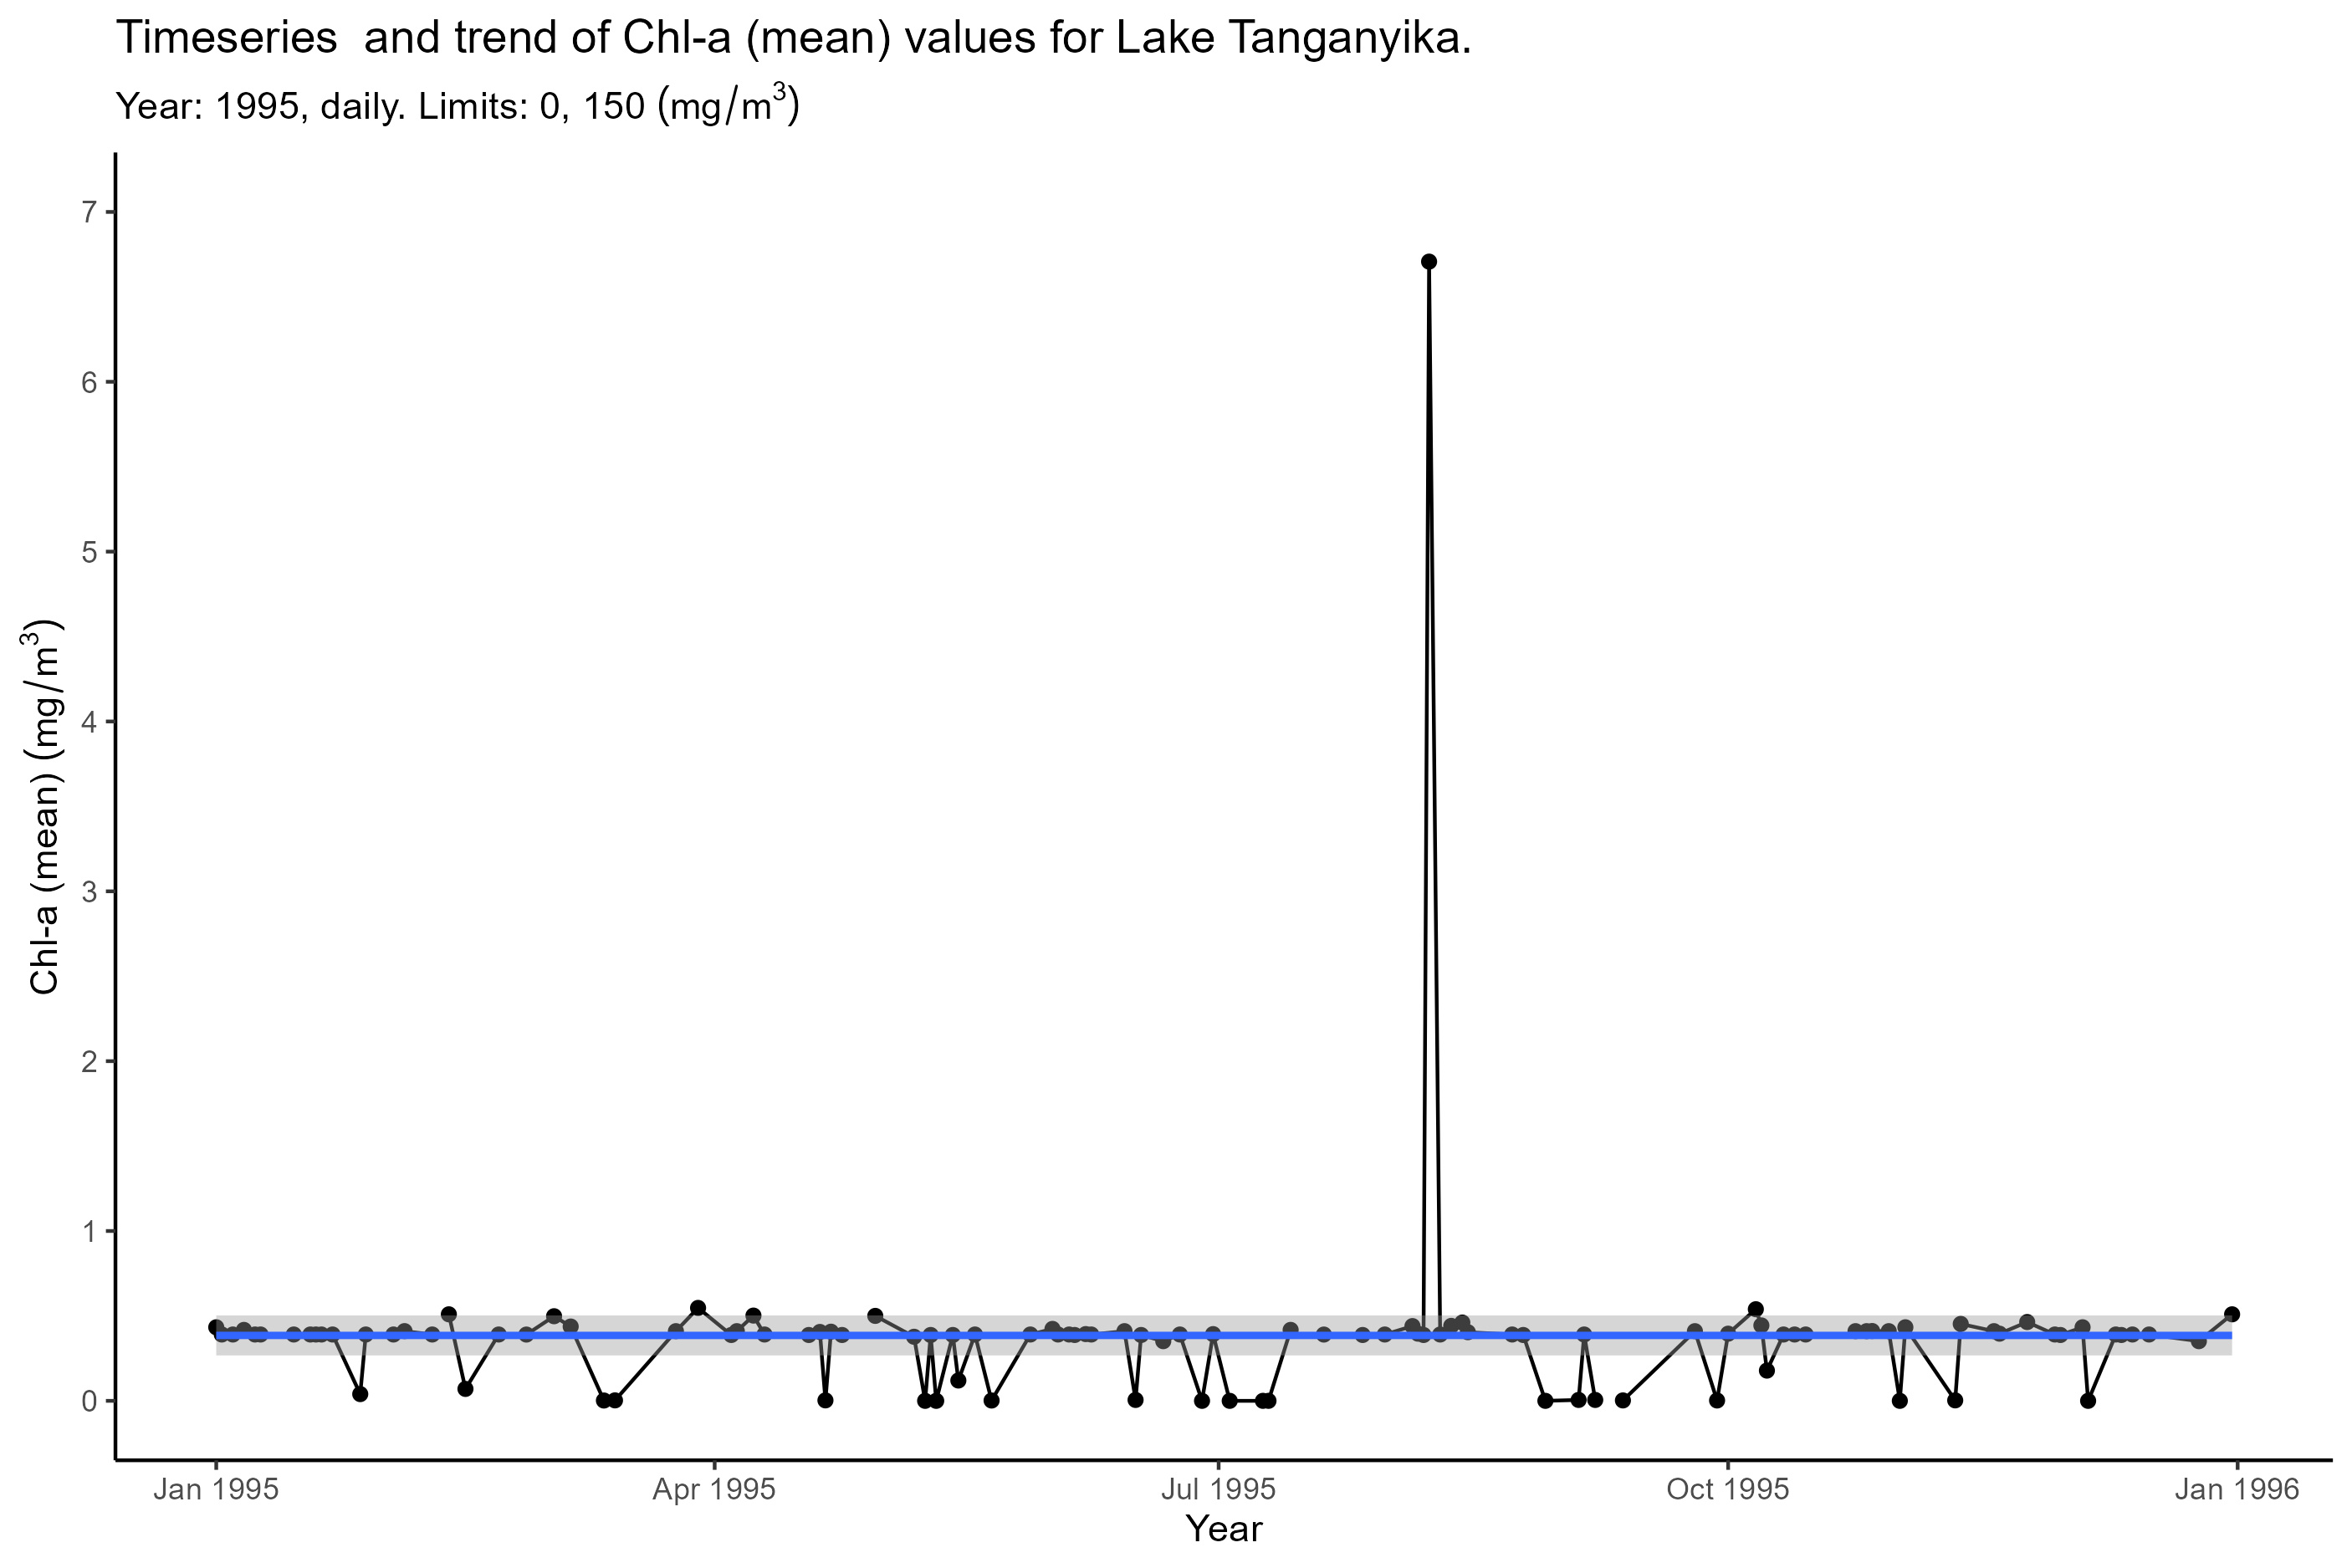 Timeseries  and trend of Chl-a (mean) values for Lake Tanganyika.
Year: 1995, daily. Limits: 0, 150 (mg/m³)
Chl-a (mean) (mg/m³)
7
6
5
4
3
2
1
0
Jan 1995
Apr 1995
Jul 1995
Oct 1995
Jan 1996
Year